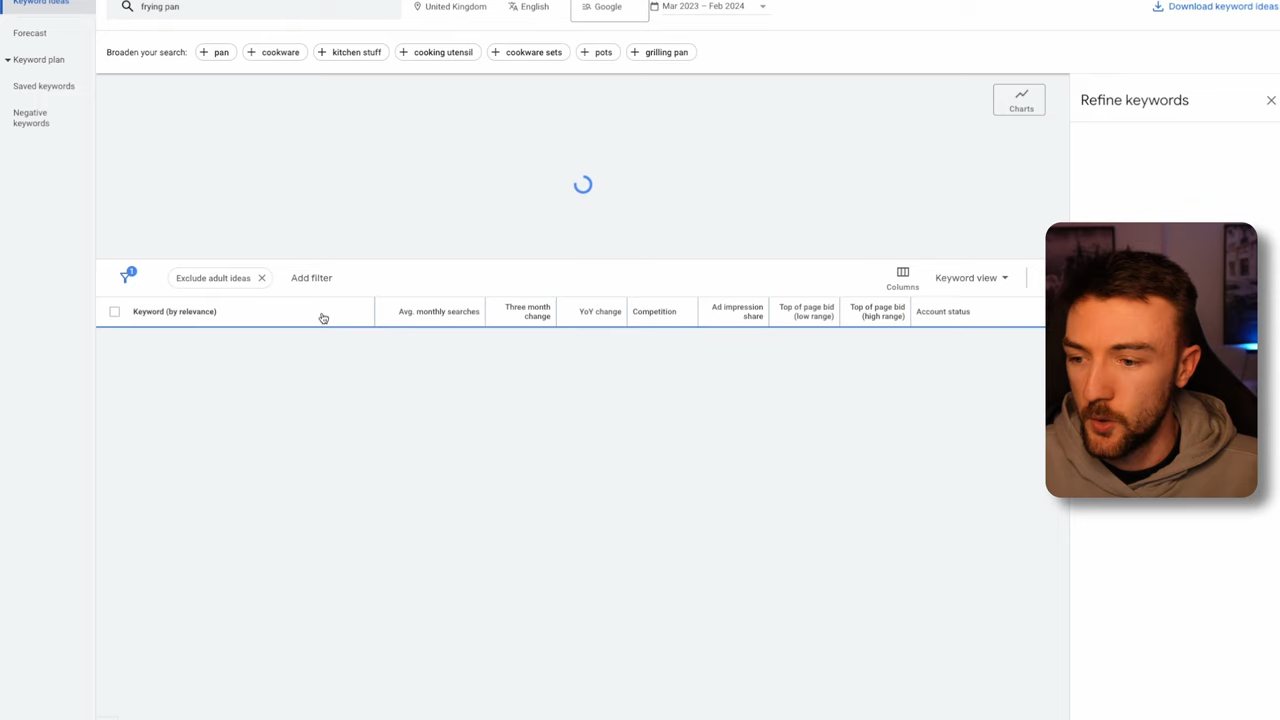 Keyword ideas
Forecast
Keyword plan
Saved keywords
Negative
keywords
frying pan
United Kingdom
English
Google
Mar 2023 – Feb 2024
Download keyword ideas
Broaden your search:
pan
cookware
kitchen stuff
cooking utensil
cookware sets
pots
grilling pan
Charts
Refine keywords
1
Exclude adult ideas
Add filter
Columns
Keyword view
Keyword (by relevance)
Avg. monthly searches
Three month
change
YoY change
Competition
Ad impression
share
Top of page bid
(low range)
Top of page bid
(high range)
Account status